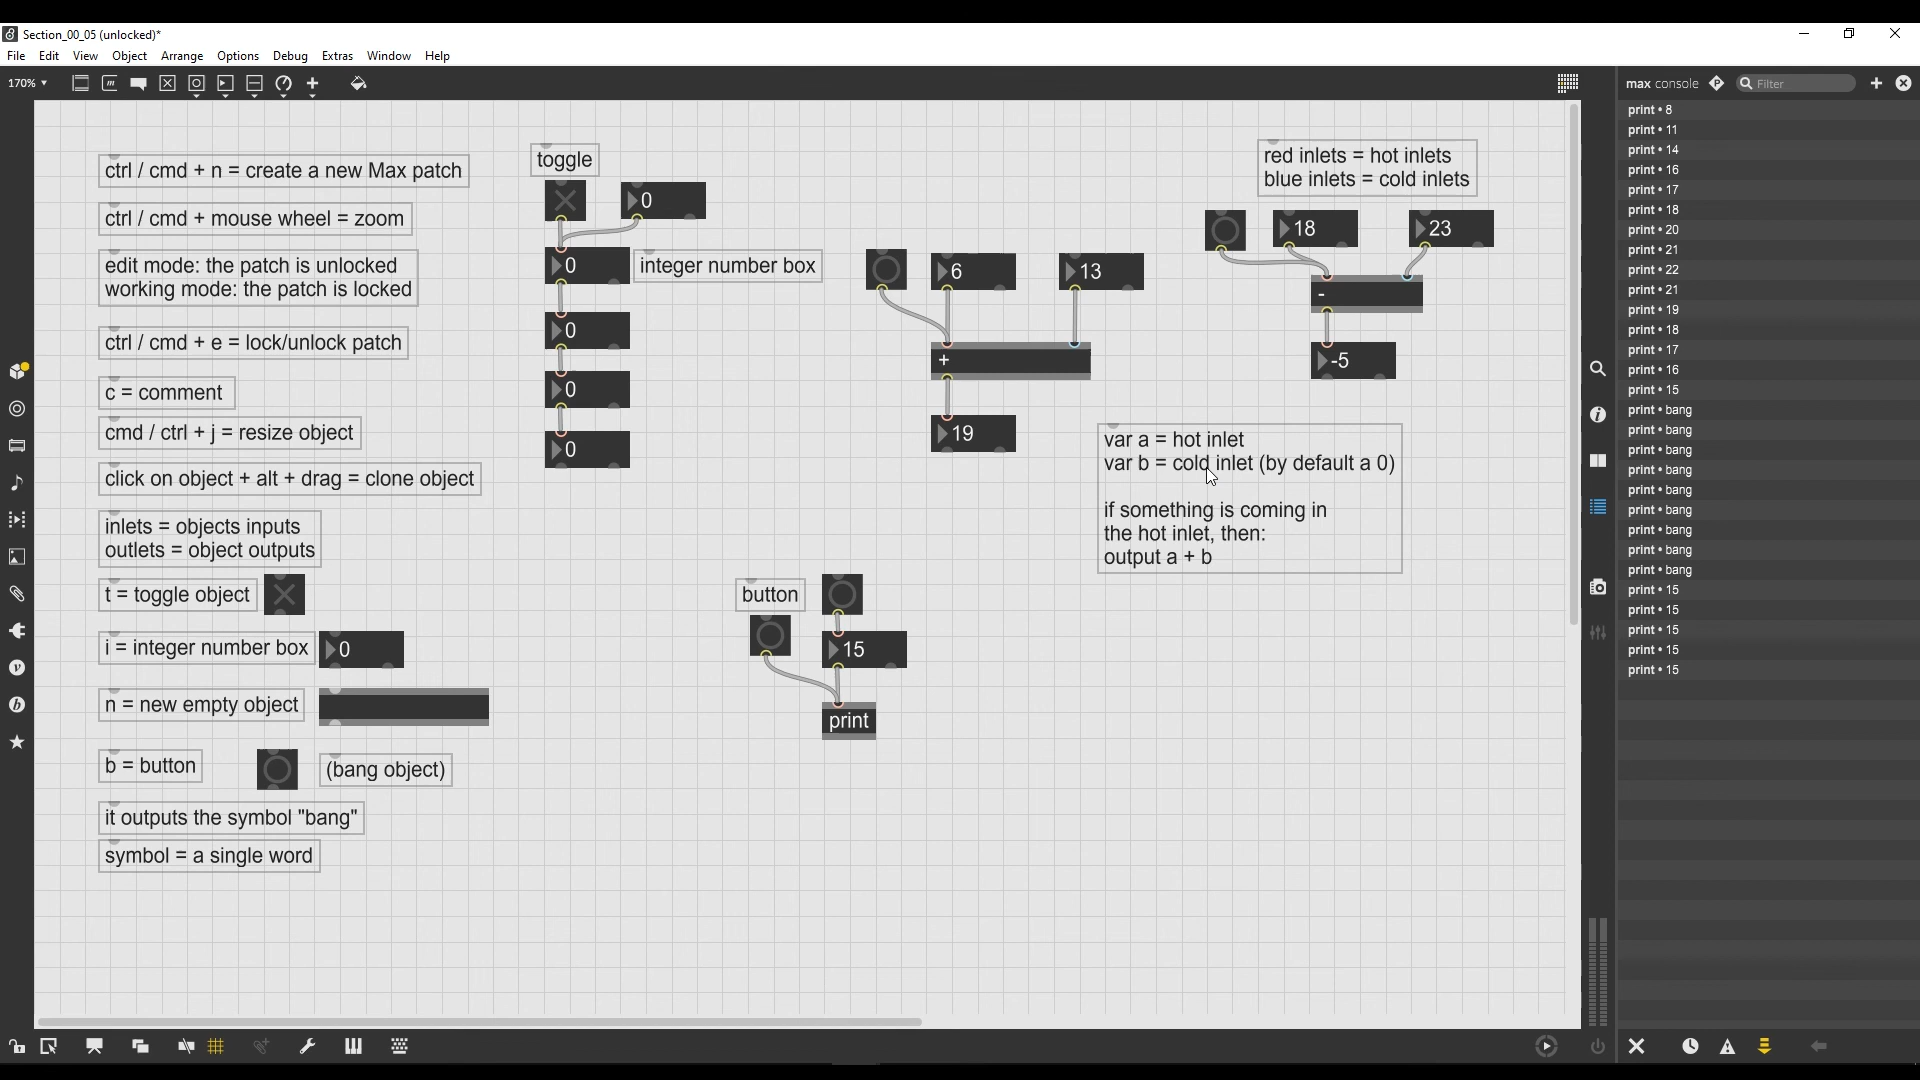 Section_00_05 (unlocked)*
File Edit View Object Arrange Options Debug Extras Window Help
170%
max console
Filter
ctrl / cmd + n = create a new Max patch
ctrl / cmd + mouse wheel = zoom
edit mode: the patch is unlocked
working mode: the patch is locked
ctrl / cmd + e = lock/unlock patch
c = comment
cmd / ctrl + j = resize object
click on object + alt + drag = clone object
inlets = objects inputs
outlets = object outputs
t = toggle object
i = integer number box
0
n = new empty object
b = button
(bang object)
it outputs the symbol "bang"
symbol = a single word
toggle
0
0
integer number box
0
0
0
6
13
+
19
button
15
print
red inlets = hot inlets
blue inlets = cold inlets
18
23
-
-5
var a = hot inlet
var b = cold inlet (by default a 0)
if something is coming in
the hot inlet, then:
output a + b
print • 8
print • 11
print • 14
print • 16
print • 17
print • 18
print • 20
print • 21
print • 22
print • 21
print • 19
print • 18
print • 17
print • 16
print • 15
print • bang
print • bang
print • bang
print • bang
print • bang
print • bang
print • bang
print • bang
print • bang
print • 15
print • 15
print • 15
print • 15
print • 15